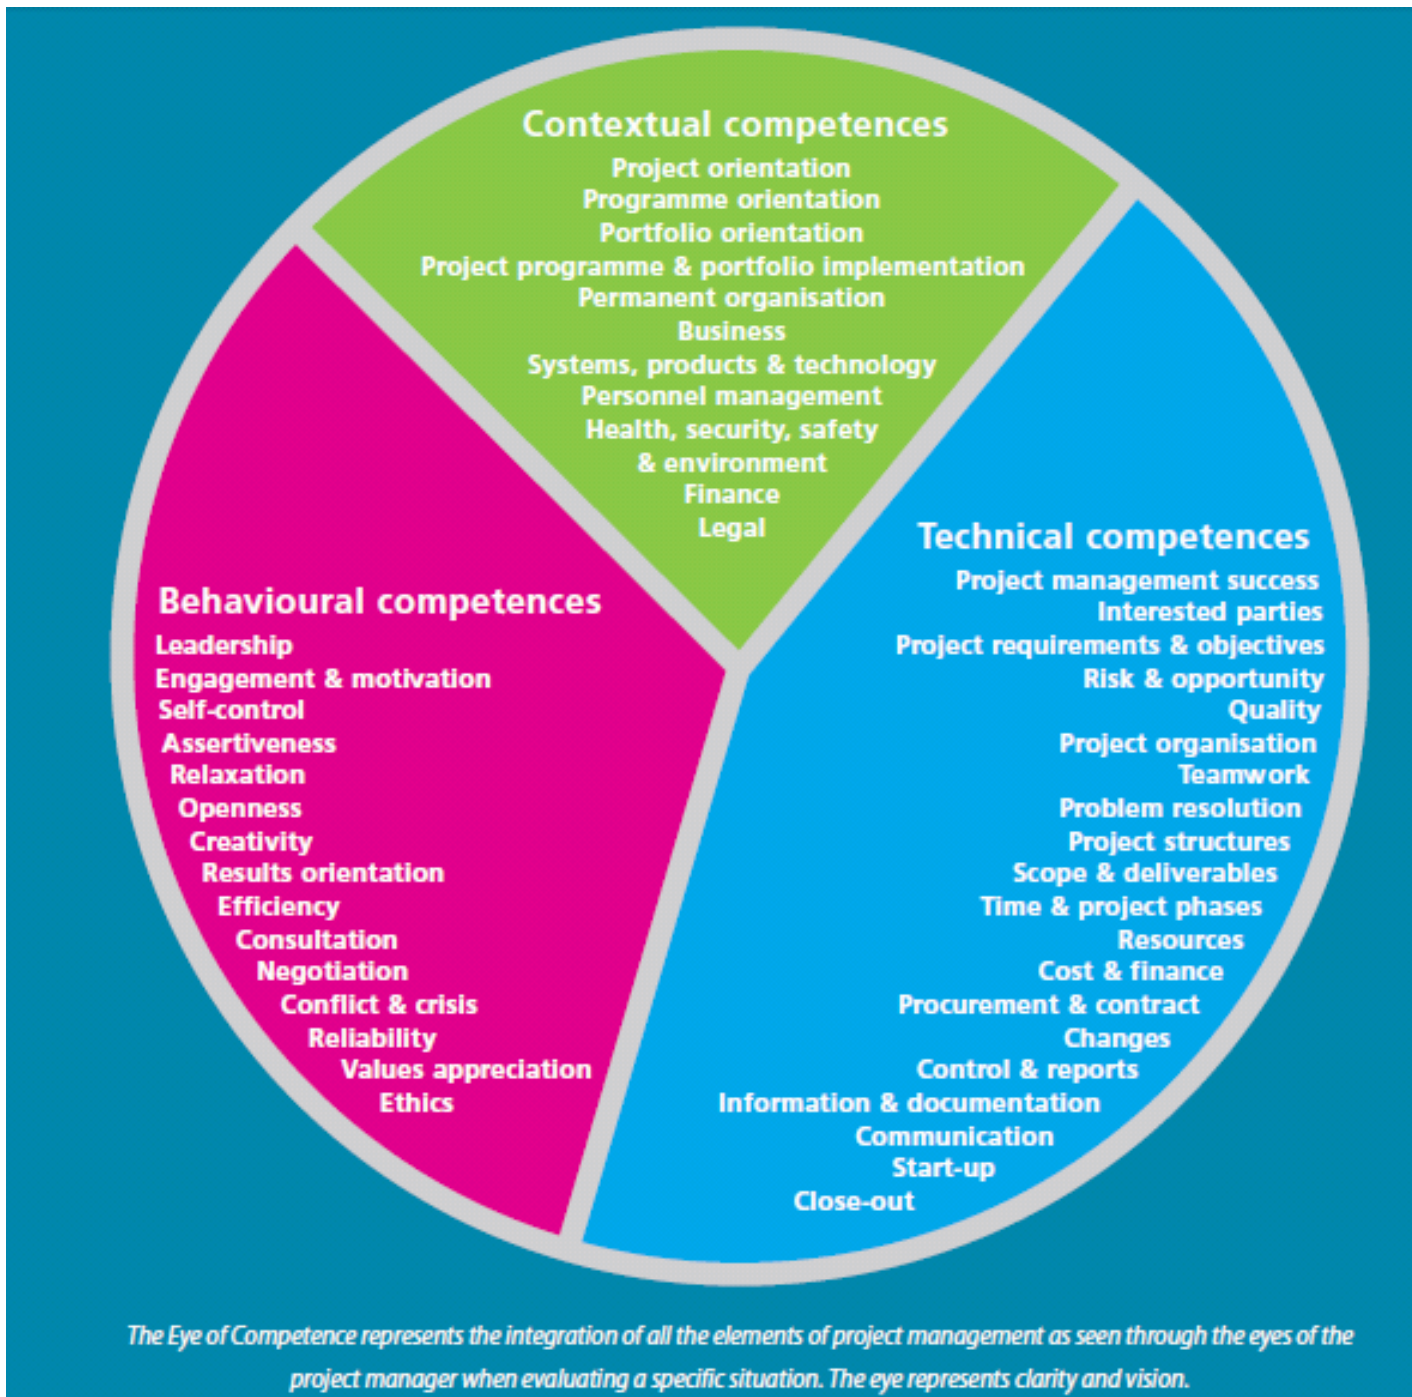 Contextual competences
Project orientation
Programme orientation
Portfolio orientation
Project programme & portfolio implementation
Permanent organisation
Business
Systems, products & technology
Personnel management
Health, security, safety
& environment
Finance
Legal
Behavioural competences
Leadership
Engagement & motivation
Self-control
Assertiveness
Relaxation
Openness
Creativity
Results orientation
Efficiency
Consultation
Negotiation
Conflict & crisis
Reliability
Values appreciation
Ethics
Technical competences
Project management success
Interested parties
Project requirements & objectives
Risk & opportunity
Quality
Project organisation
Teamwork
Problem resolution
Project structures
Scope & deliverables
Time & project phases
Resources
Cost & finance
Procurement & contract
Changes
Control & reports
Information & documentation
Communication
Start-up
Close-out
The Eye of Competence represents the integration of all the elements of project management as seen through the eyes of the
project manager when evaluating a specific situation. The eye represents clarity and vision.